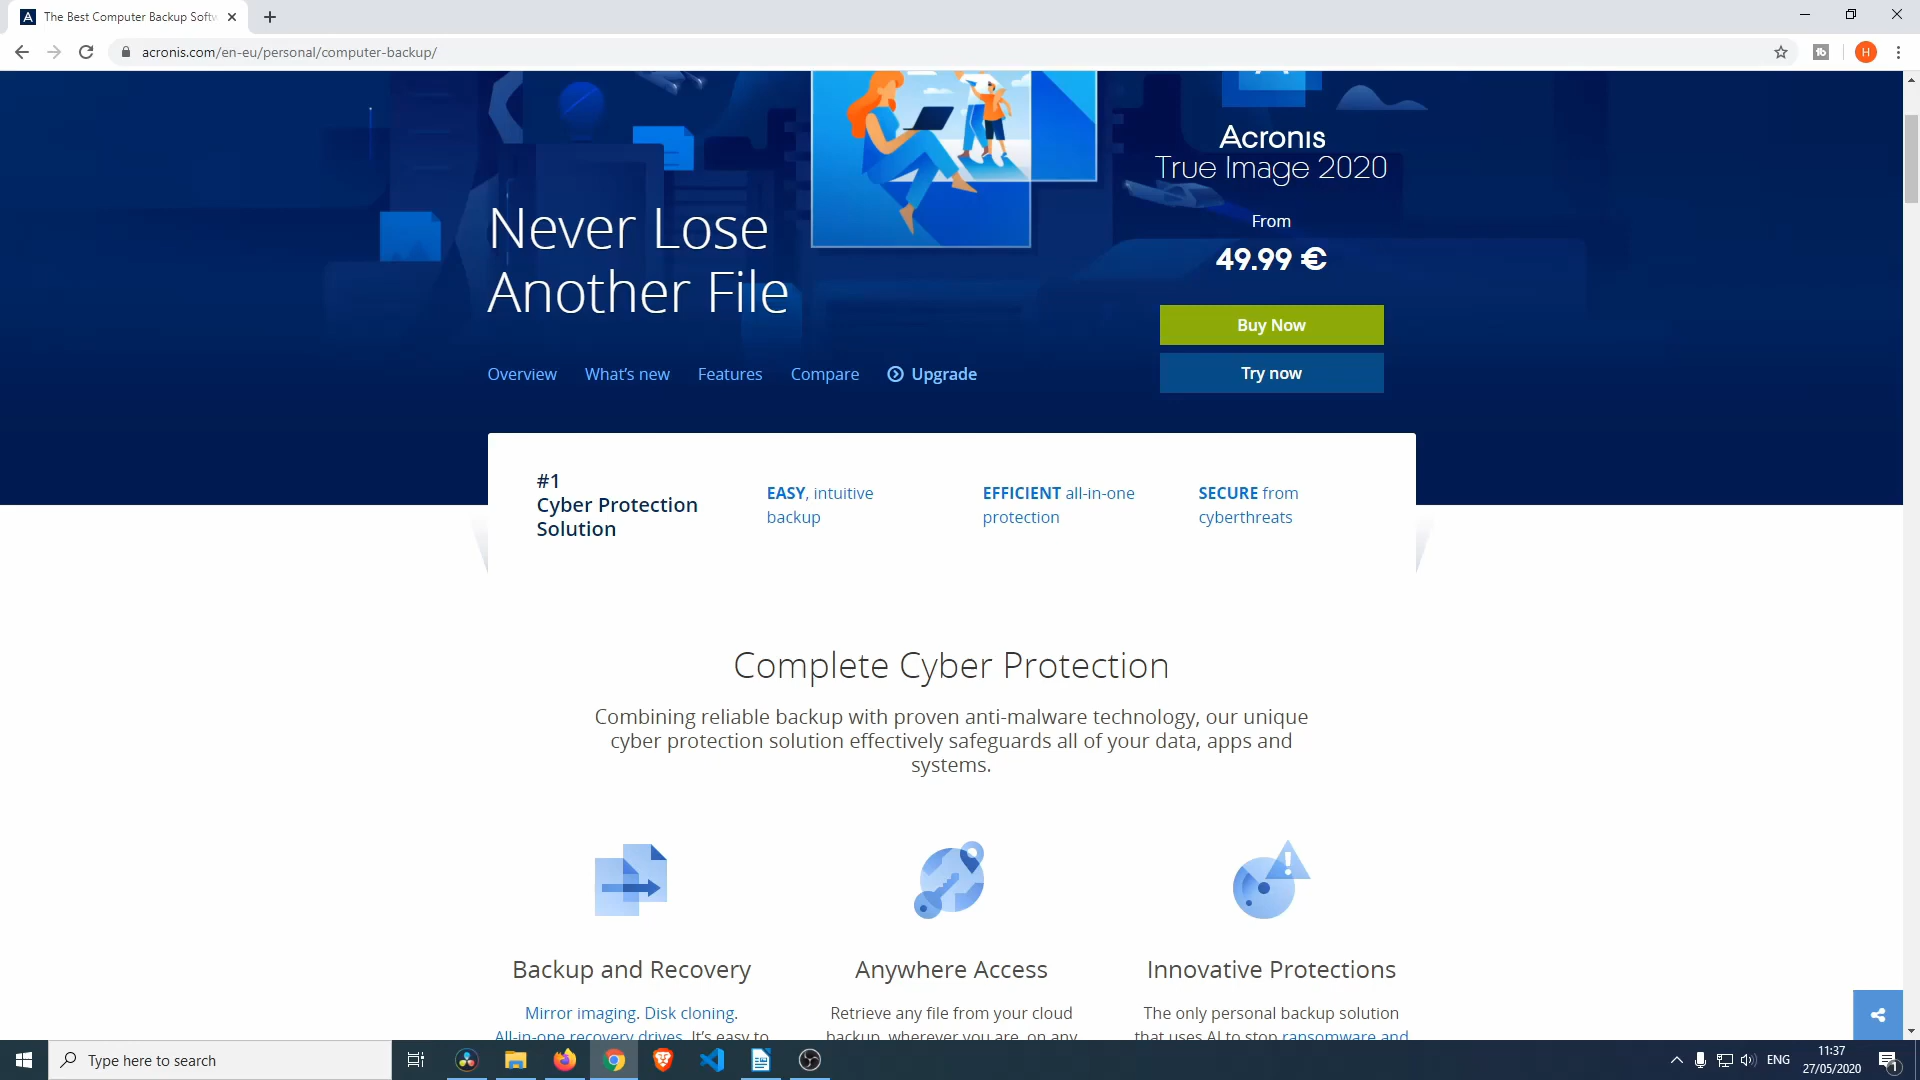 The Best Computer Backup Softw
acronis.com/en-eu/personal/computer-backup/
H
Acronis
True Image 2020
From
49.99 €
Buy Now
Try now
Never Lose
Another File
Overview What's new Features Compare Upgrade
#1
Cyber Protection
Solution
EASY, intuitive
backup
EFFICIENT all-in-one
protection
SECURE from
cyberthreats
Complete Cyber Protection
Combining reliable backup with proven anti-malware technology, our unique
cyber protection solution effectively safeguards all of your data, apps and
systems.
Backup and Recovery
Mirror imaging. Disk cloning.
All-in-one recovery drives. It's easy to
Anywhere Access
Retrieve any file from your cloud
backup, wherever you are, on any
Innovative Protections
The only personal backup solution
that uses AI to stop ransomware and
Type here to search
ENG
11:37
27/05/2020
1